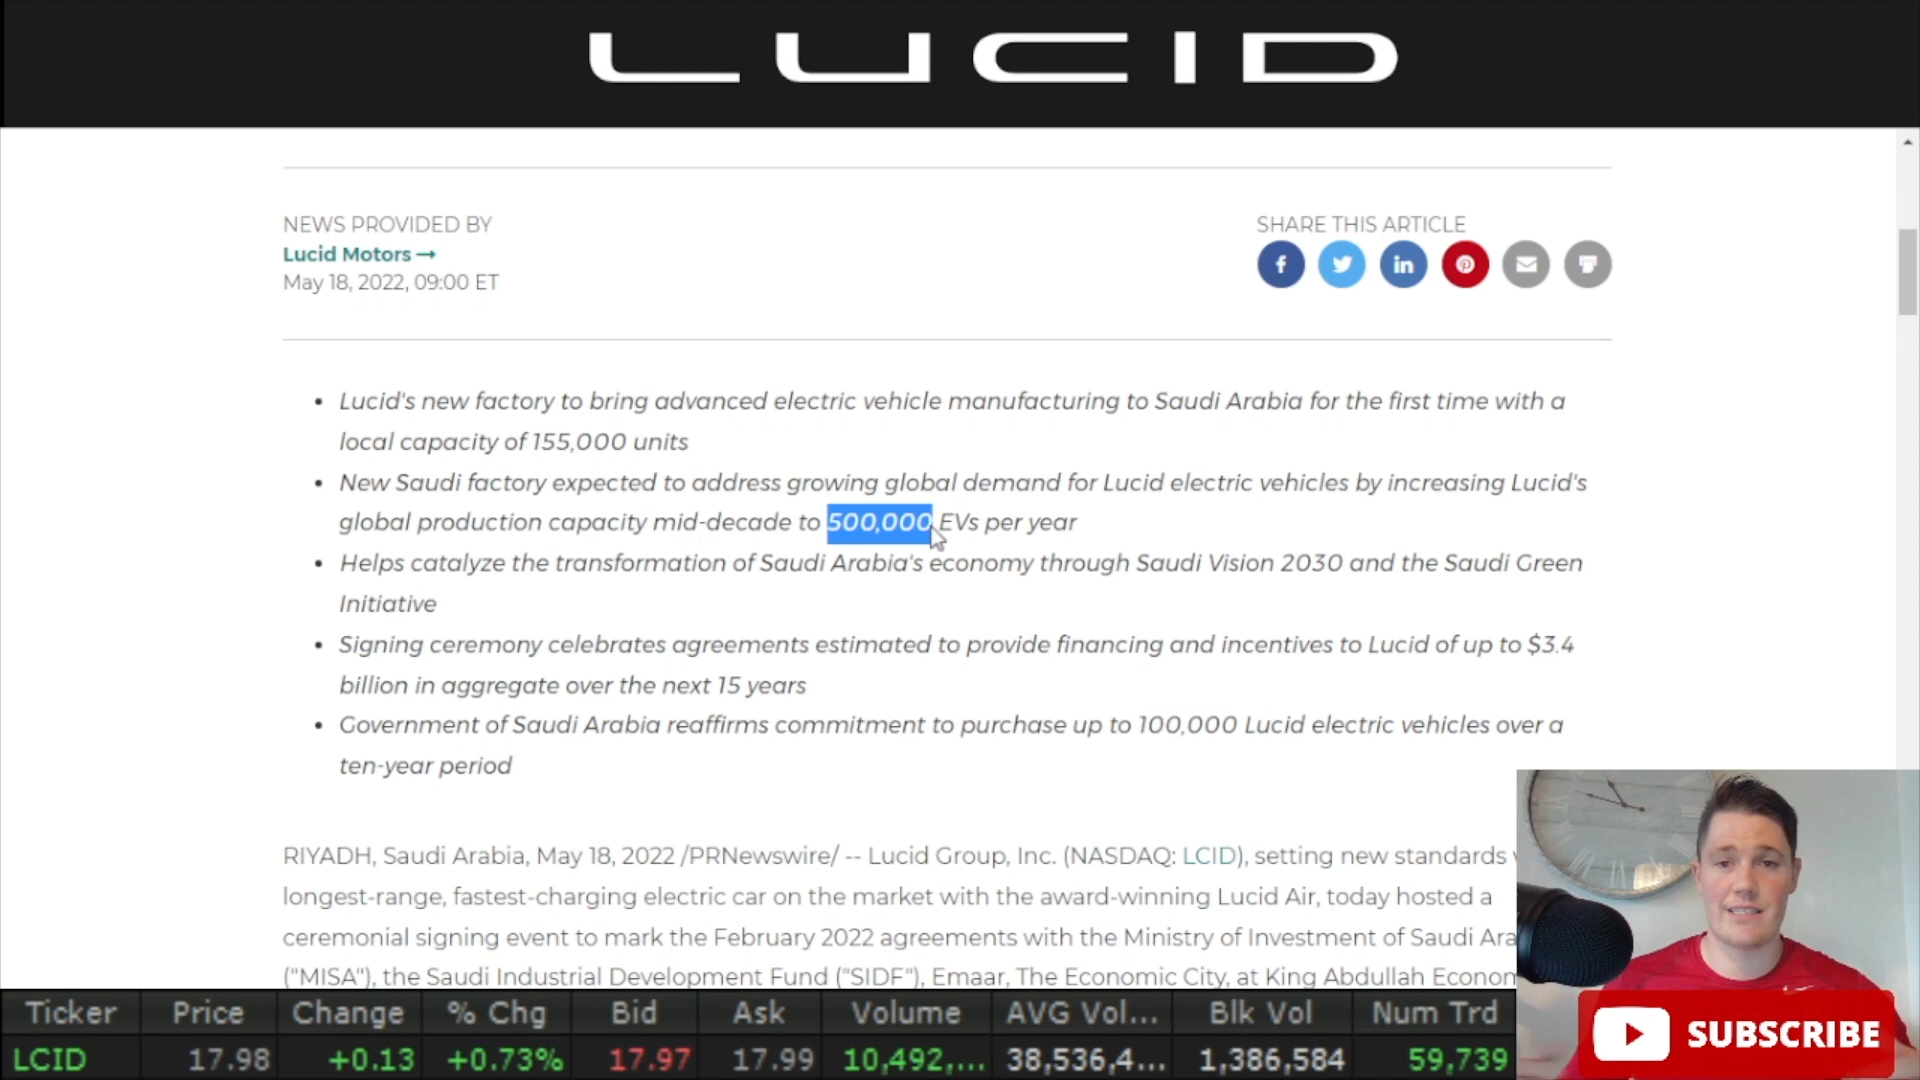 LUCID
NEWS PROVIDED BY
Lucid Motors →
May 18, 2022, 09:00 ET
SHARE THIS ARTICLE
• Lucid's new factory to bring advanced electric vehicle manufacturing to Saudi Arabia for the first time with a
local capacity of 155,000 units
• New Saudi factory expected to address growing global demand for Lucid electric vehicles by increasing Lucid's
global production capacity mid-decade to 500,000 EVs per year
• Helps catalyze the transformation of Saudi Arabia's economy through Saudi Vision 2030 and the Saudi Green
Initiative
• Signing ceremony celebrates agreements estimated to provide financing and incentives to Lucid of up to $3.4
billion in aggregate over the next 15 years
• Government of Saudi Arabia reaffirms commitment to purchase up to 100,000 Lucid electric vehicles over a
ten-year period
RIYADH, Saudi Arabia, May 18, 2022 /PRNewswire/ -- Lucid Group, Inc. (NASDAQ: LCID), setting new standards
longest-range, fastest-charging electric car on the market with the award-winning Lucid Air, today hosted a
ceremonial signing event to mark the February 2022 agreements with the Ministry of Investment of Saudi Ara
("MISA"), the Saudi Industrial Development Fund ("SIDF"), Emaar, The Economic City, at King Abdullah Econom
Ticker Price Change % Chg Bid Ask Volume AVG Vol... Blk Vol Num Trd
LCID 17.98 +0.13 +0.73% 17.97 17.99 10,492,... 38,536,4... 1,386,584 59,739
SUBSCRIBE